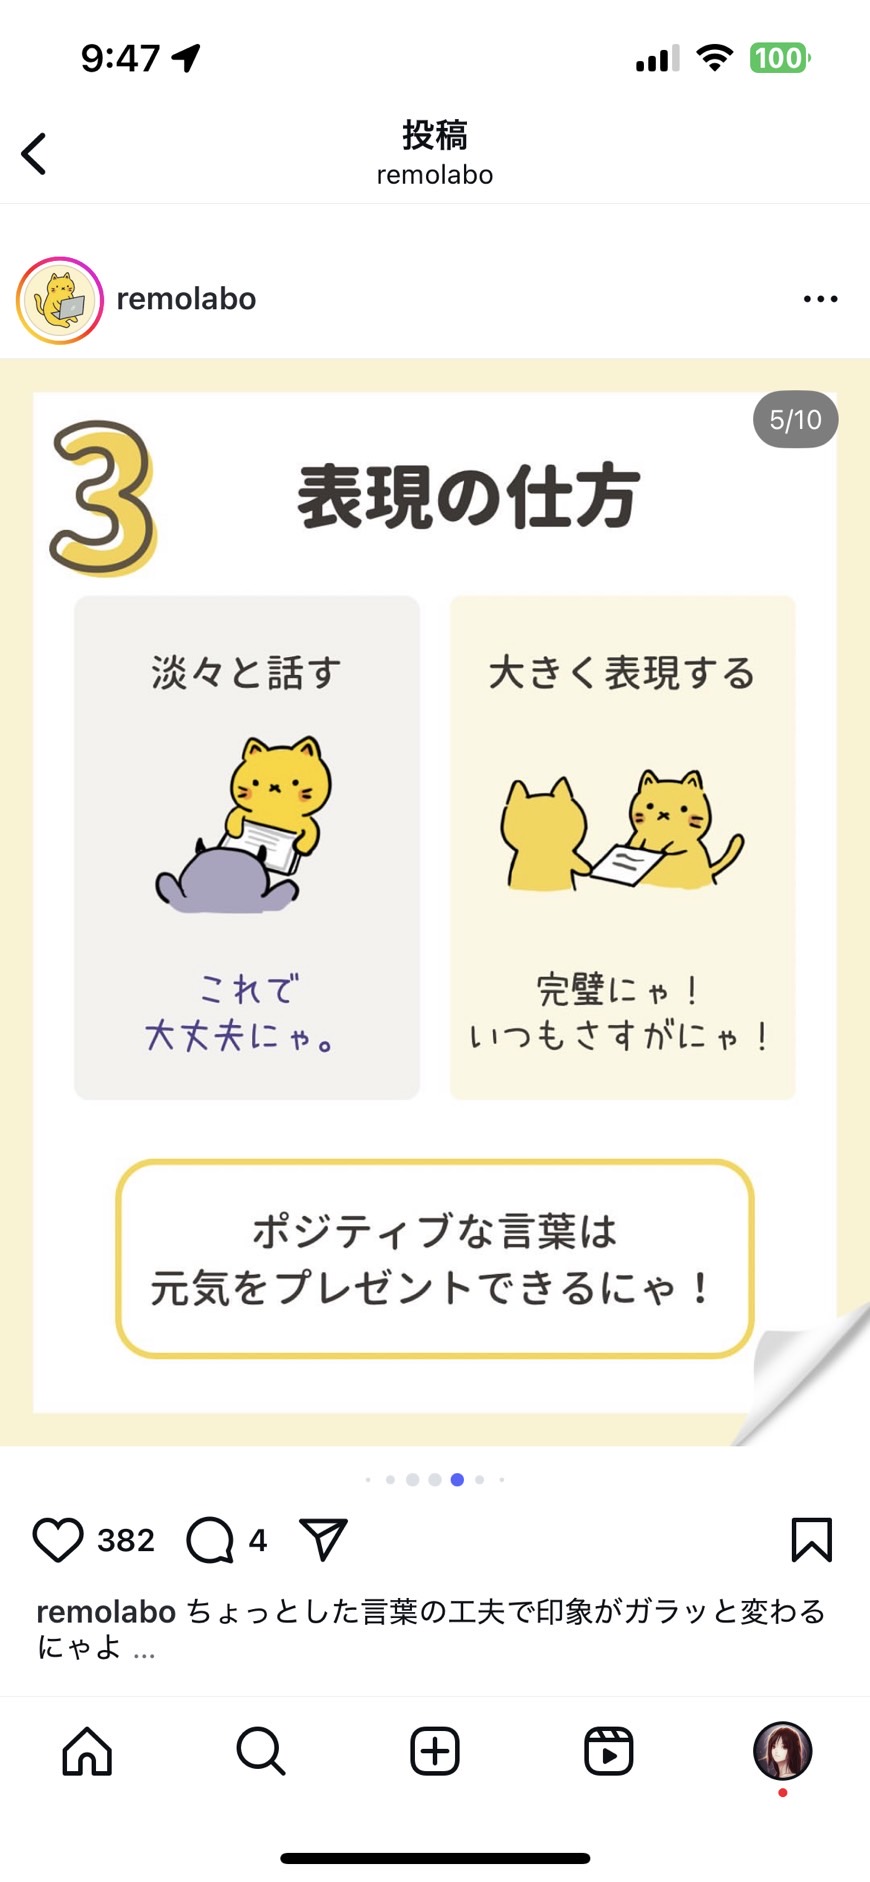 9:47
100
投稿
remolabo
remolabo
5/10
3
表現の仕方
淡々と話す
これで
大丈夫にゃ。
大きく表現する
完璧にゃ！
いつもさすがにゃ！
ポジティブな言葉は
元気をプレゼントできるにゃ！
382
4
remolabo ちょっとした言葉の工夫で印象がガラッと変わる
にゃよ ...